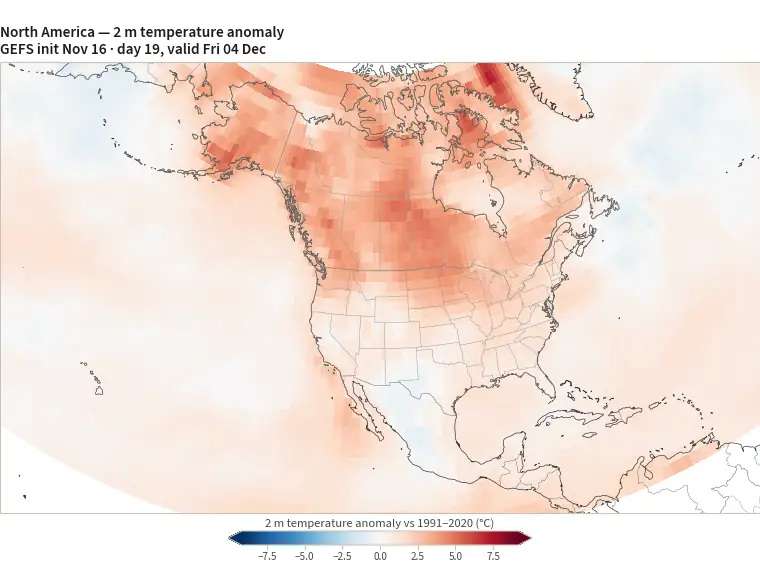 North America — 2 m temperature anomaly
GEFS init Nov 16 · day 19, valid Fri 04 Dec
2 m temperature anomaly vs 1991–2020 (°C)
−7.5 −5.0 −2.5 0.0 2.5 5.0 7.5